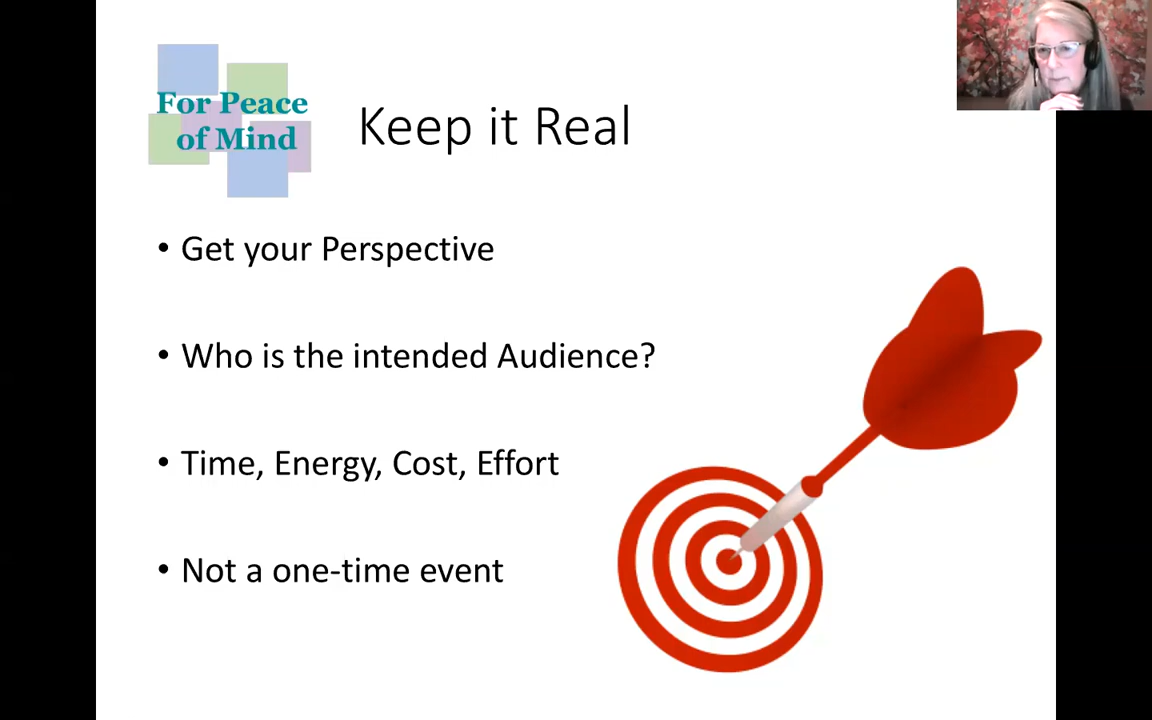 For Peace
of Mind
Keep it Real
• Get your Perspective
• Who is the intended Audience?
• Time, Energy, Cost, Effort
• Not a one-time event